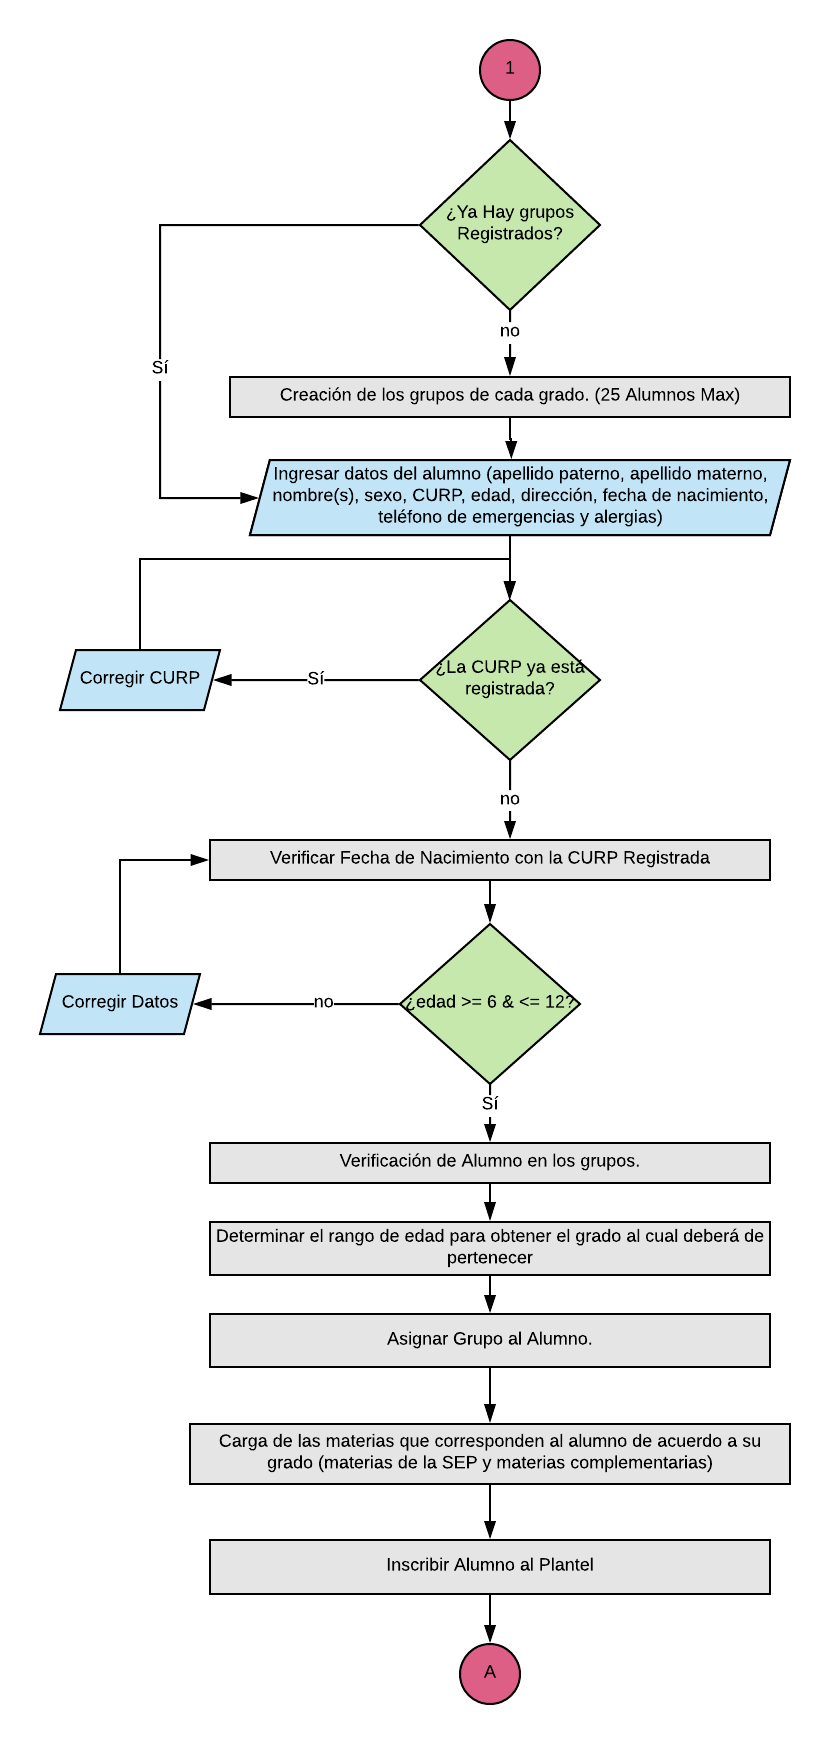 1
¿Ya Hay grupos
Registrados?
no
Sí
Creación de los grupos de cada grado. (25 Alumnos Max)
Ingresar datos del alumno (apellido paterno, apellido materno,
nombre(s), sexo, CURP, edad, dirección, fecha de nacimiento,
teléfono de emergencias y alergias)
¿La CURP ya está
registrada?
Sí
Corregir CURP
no
Verificar Fecha de Nacimiento con la CURP Registrada
¿edad >= 6 & <= 12?
no
Corregir Datos
Sí
Verificación de Alumno en los grupos.
Determinar el rango de edad para obtener el grado al cual deberá de
pertenecer
Asignar Grupo al Alumno.
Carga de las materias que corresponden al alumno de acuerdo a su
grado (materias de la SEP y materias complementarias)
Inscribir Alumno al Plantel
A